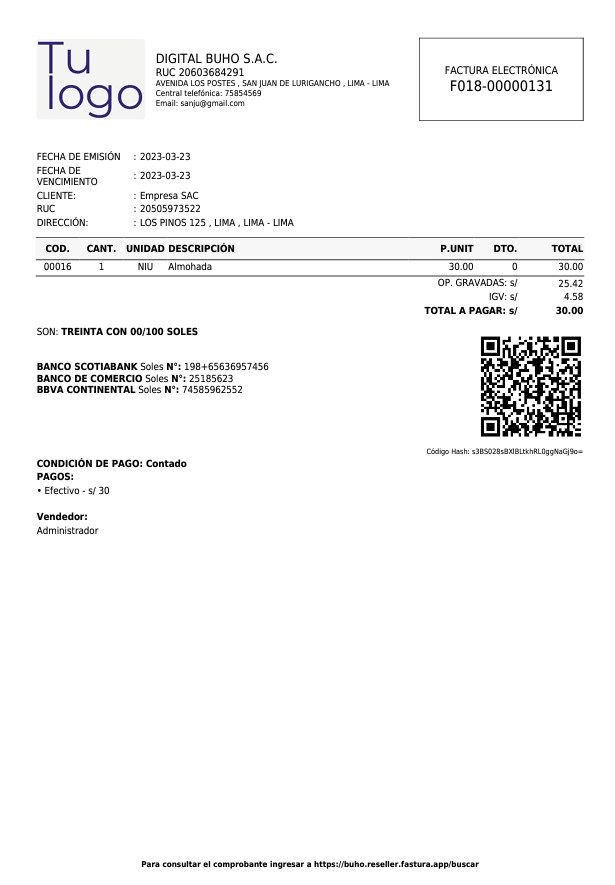 Tu
logo
DIGITAL BUHO S.A.C.
RUC 20603684291
AVENIDA LOS POSTES , SAN JUAN DE LURIGANCHO , LIMA - LIMA
Central telefónica: 75854569
Email: sanju@gmail.com
FACTURA ELECTRÓNICA
F018-00000131
FECHA DE EMISIÓN : 2023-03-23
FECHA DE
VENCIMIENTO : 2023-03-23
CLIENTE: : Empresa SAC
RUC : 20505973522
DIRECCIÓN: : LOS PINOS 125 , LIMA , LIMA - LIMA
COD. CANT. UNIDAD DESCRIPCIÓN P.UNIT DTO. TOTAL
00016 1 NIU Almohada 30.00 0 30.00
OP. GRAVADAS: s/ 25.42
IGV: s/ 4.58
TOTAL A PAGAR: s/ 30.00
SON: TREINTA CON 00/100 SOLES
BANCO SCOTIABANK Soles N°: 198+65636957456
BANCO DE COMERCIO Soles N°: 25185623
BBVA CONTINENTAL Soles N°: 74585962552
Código Hash: s3BS028sBXlBLtkhRL0ggNaGj9o=
CONDICIÓN DE PAGO: Contado
PAGOS:
• Efectivo - s/ 30
Vendedor:
Administrador
Para consultar el comprobante ingresar a https://buho.reseller.fastura.app/buscar